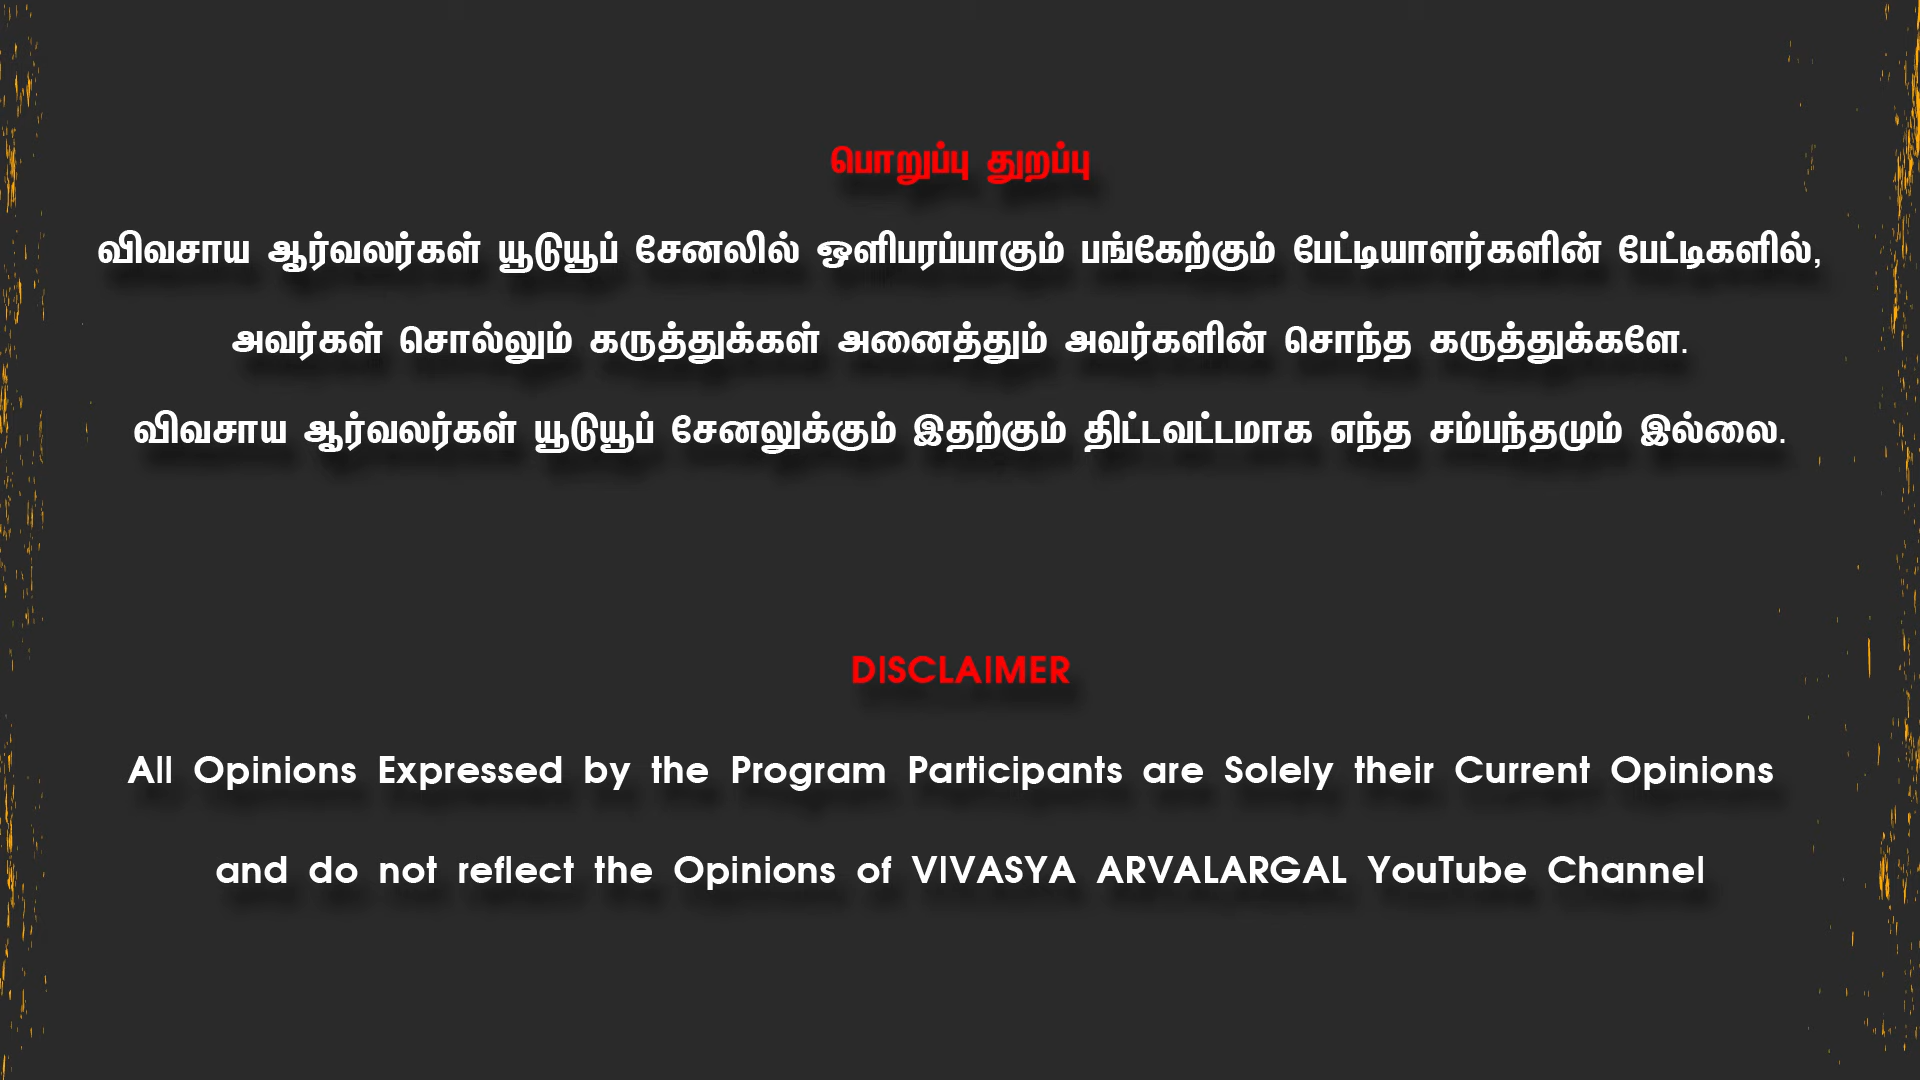 பொறுப்பு துறப்பு
விவசாய ஆர்வலர்கள் யூடுயூப் சேனலில் ஒளிபரப்பாகும் பங்கேற்கும் பேட்டியாளர்களின் பேட்டிகளில்,
அவர்கள் சொல்லும் கருத்துக்கள் அனைத்தும் அவர்களின் சொந்த கருத்துக்களே.
விவசாய ஆர்வலர்கள் யூடுயூப் சேனலுக்கும் இதற்கும் திட்டவட்டமாக எந்த சம்பந்தமும் இல்லை.
DISCLAIMER
All Opinions Expressed by the Program Participants are Solely their Current Opinions
and do not reflect the Opinions of VIVASYA ARVALARGAL YouTube Channel